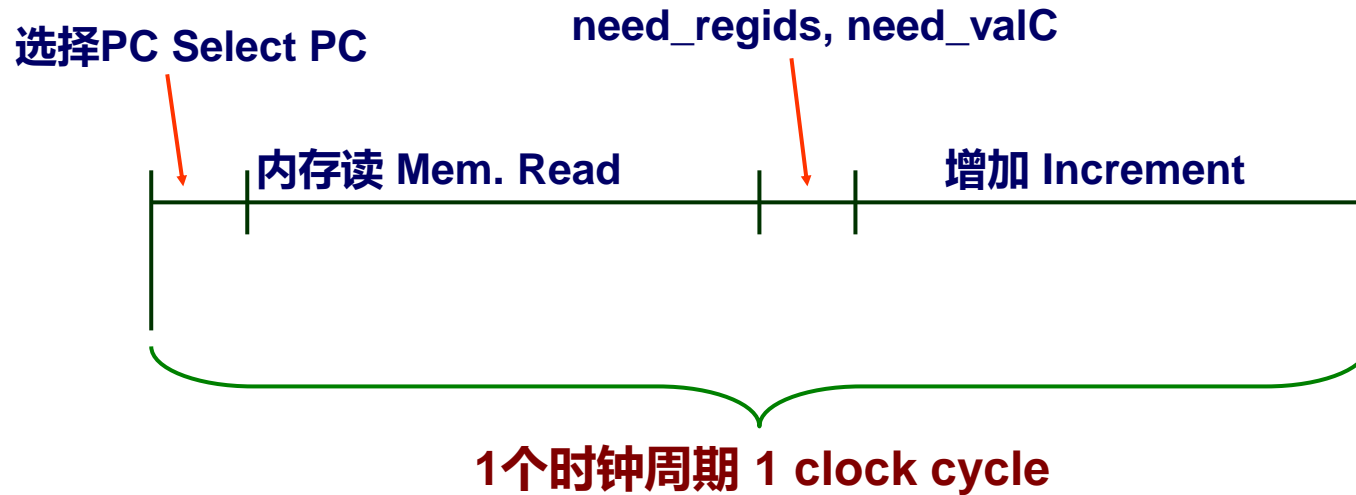 选择PC Select PC
need_regids, need_valC
内存读 Mem. Read
增加 Increment
1个时钟周期 1 clock cycle